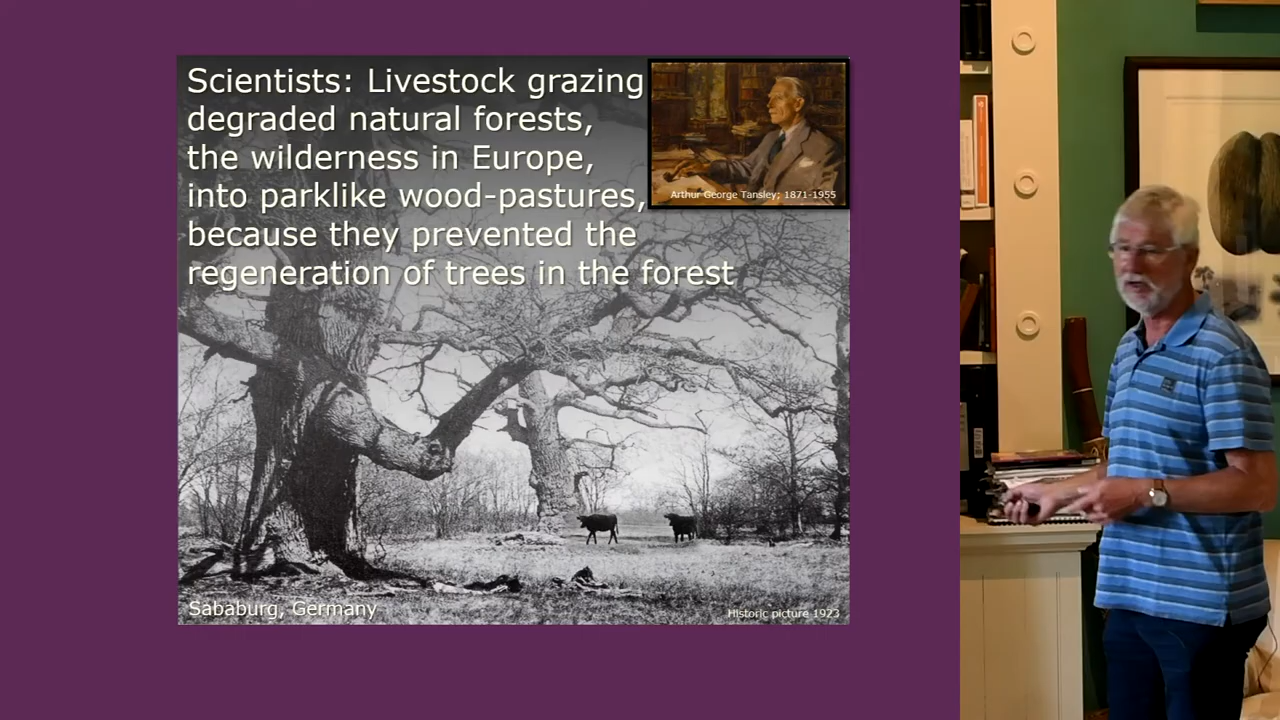 Scientists: Livestock grazing
degraded natural forests,
the wilderness in Europe,
into parklike wood-pastures,
because they prevented the
regeneration of trees in the forest
Arthur George Tansley; 1871-1955
Sababurg, Germany
Historic picture 1923